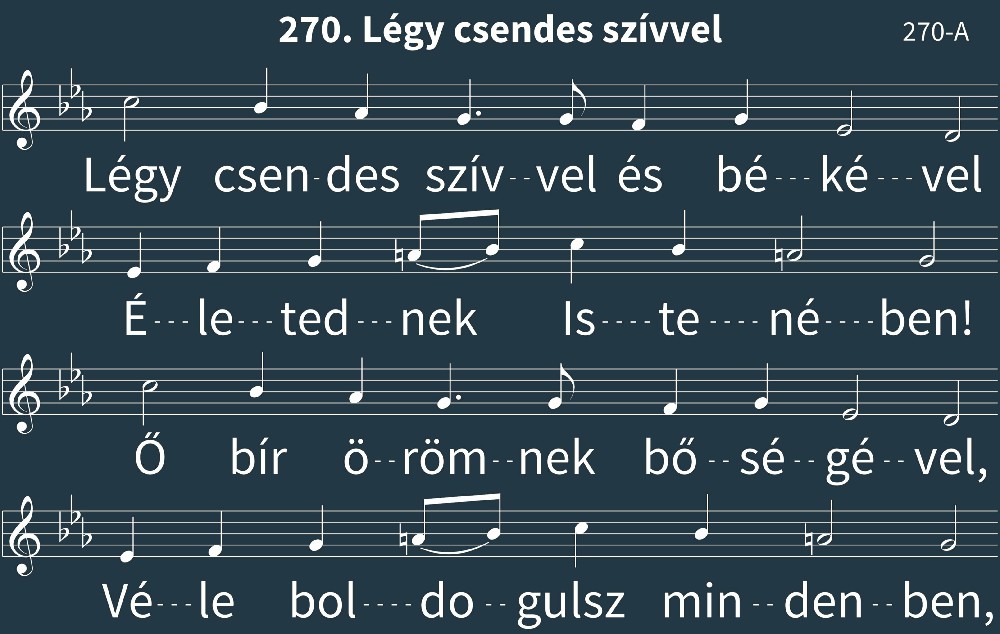 270. Légy csendes szívvel
270-A
Légy csen-des szív--vel és bé---ké---vel
É---le---ted---nek Is----te----né----ben!
Ő bír ö--röm--nek bő--sé--gé--vel,
Vé---le bol----do--gulsz min--den--ben,